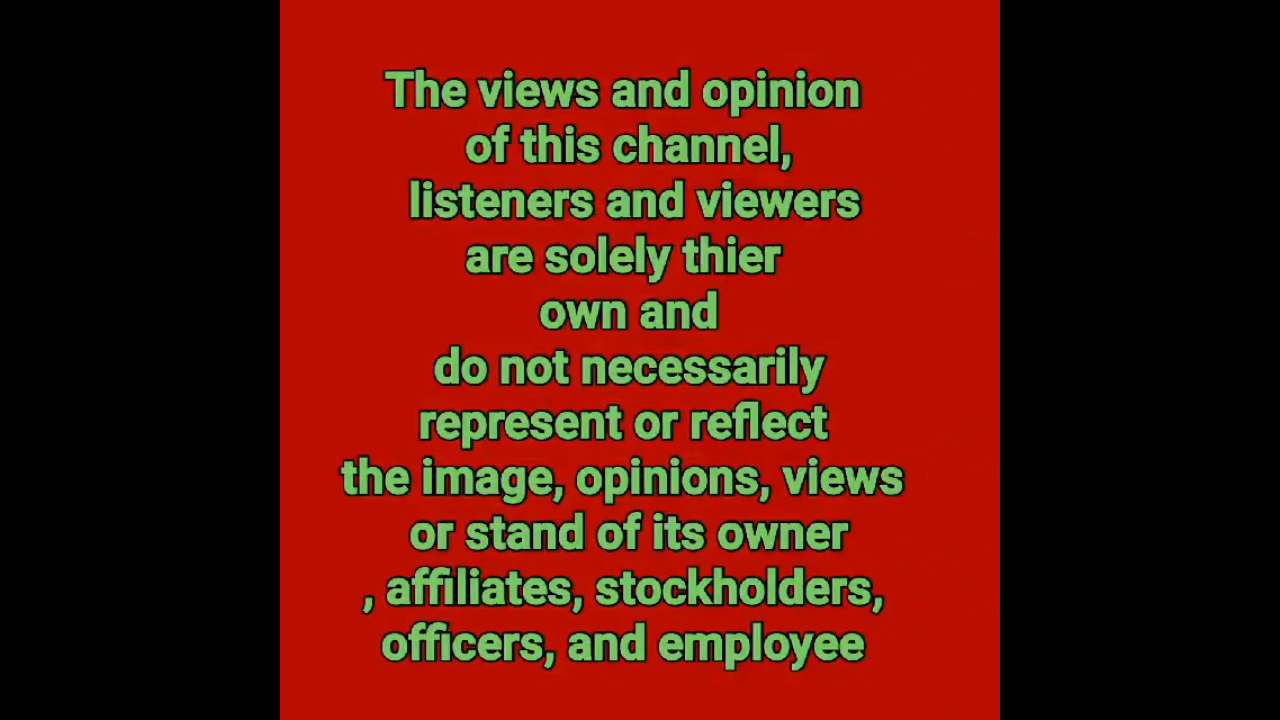 The views and opinion
of this channel,
listeners and viewers
are solely thier
own and
do not necessarily
represent or reflect
the image, opinions, views
or stand of its owner
, affiliates, stockholders,
officers, and employee